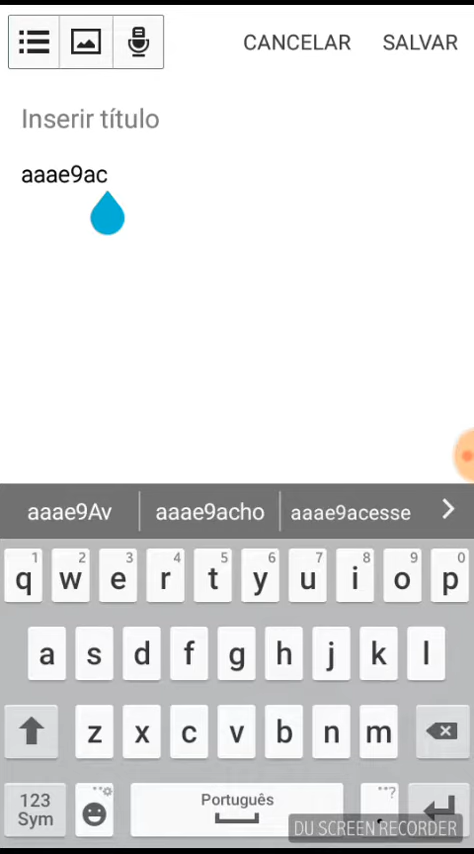 CANCELAR SALVAR
Inserir título
aaae9ac
aaae9Av aaae9acho aaae9acesse
1 2 3 4 5 6 7 8 9 0
q w e r t y u i o p
a s d f g h j k l
z x c v b n m
123 Português ?
Sym .
DU SCREEN RECORDER